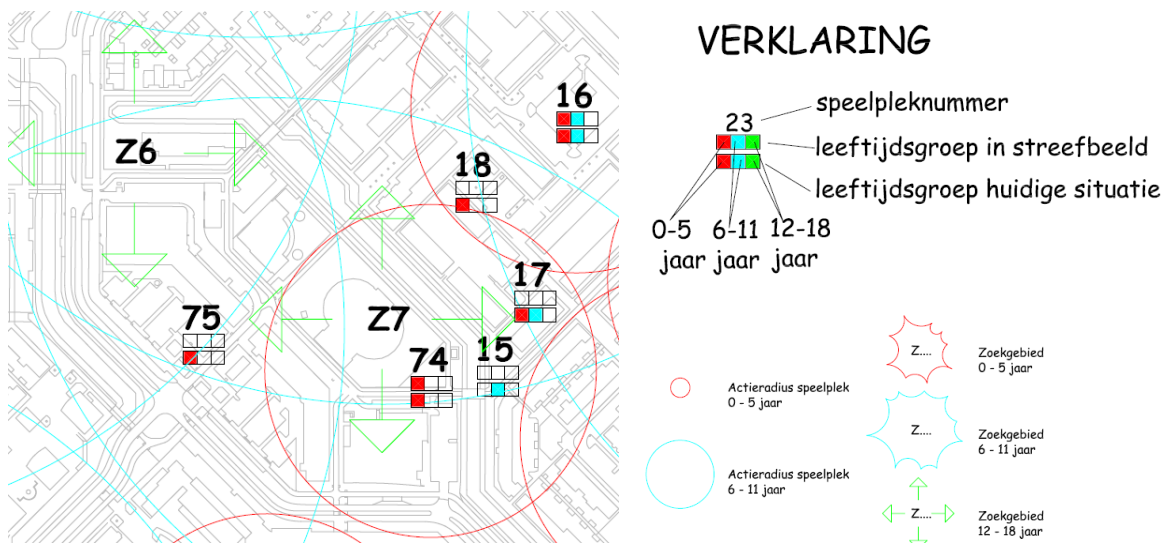 16
Z6
18
17
75
Z7
15
74
VERKLARING
speelpleknummer
23
leeftijdsgroep in streefbeeld
leeftijdsgroep huidige situatie
0-5 6-11 12-18
jaar jaar jaar
Z....
Zoekgebied
0 - 5 jaar
Actieradius speelplek
0 - 5 jaar
Z....
Zoekgebied
6 - 11 jaar
Actieradius speelplek
6 - 11 jaar
Z....
Zoekgebied
12 - 18 jaar